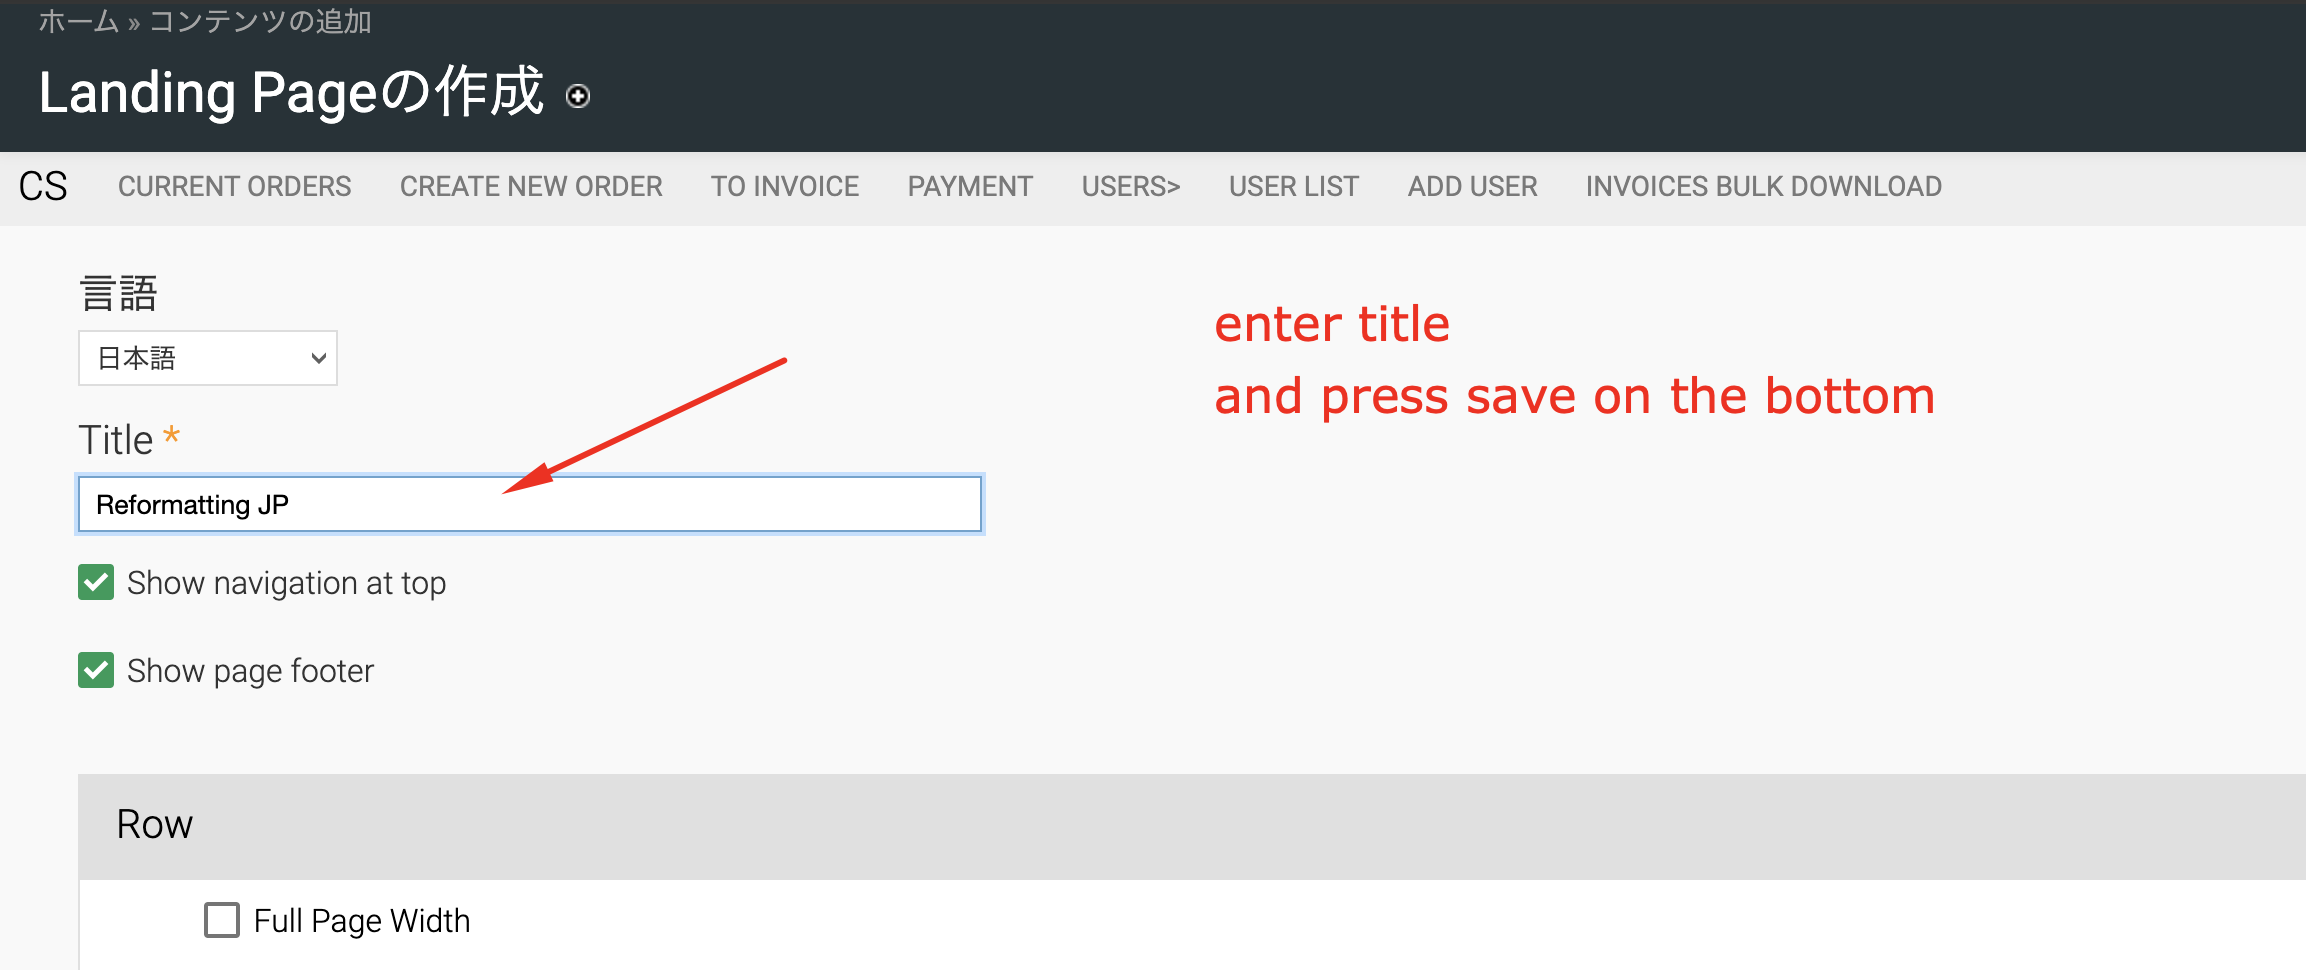 ホーム » コンテンツの追加
Landing Pageの作成
CS CURRENT ORDERS CREATE NEW ORDER TO INVOICE PAYMENT USERS> USER LIST ADD USER INVOICES BULK DOWNLOAD
言語
日本語
enter title
and press save on the bottom
Title *
Reformatting JP
Show navigation at top
Show page footer
Row
Full Page Width